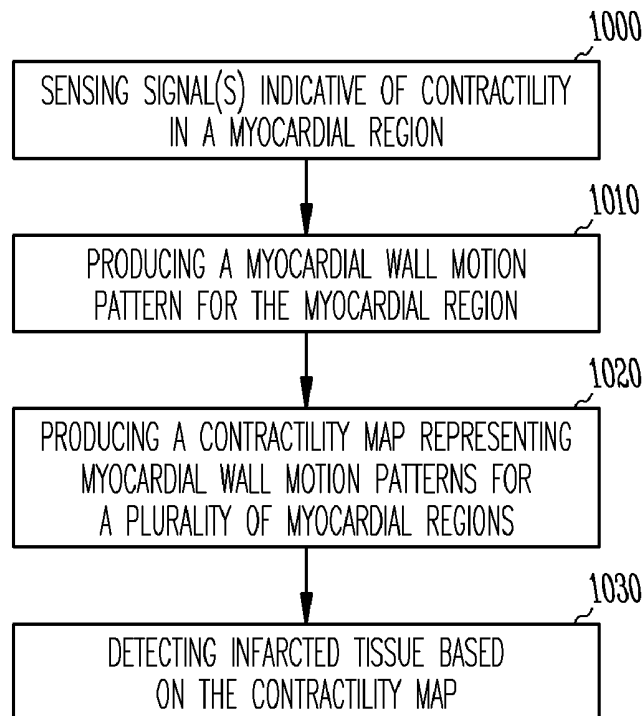 1000
SENSING SIGNAL(S) INDICATIVE OF CONTRACTILITY
IN A MYOCARDIAL REGION
1010
PRODUCING A MYOCARDIAL WALL MOTION
PATTERN FOR THE MYOCARDIAL REGION
1020
PRODUCING A CONTRACTILITY MAP REPRESENTING
MYOCARDIAL WALL MOTION PATTERNS FOR
A PLURALITY OF MYOCARDIAL REGIONS
1030
DETECTING INFARCTED TISSUE BASED
ON THE CONTRACTILITY MAP